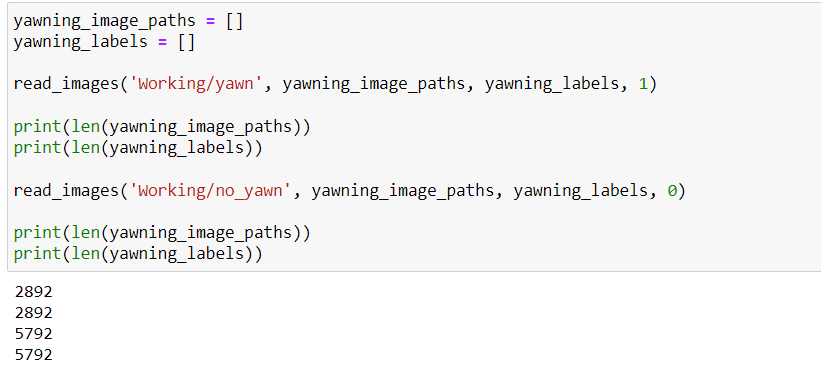 yawning_image_paths = []
yawning_labels = []
read_images('Working/yawn', yawning_image_paths, yawning_labels, 1)
print(len(yawning_image_paths))
print(len(yawning_labels))
read_images('Working/no_yawn', yawning_image_paths, yawning_labels, 0)
print(len(yawning_image_paths))
print(len(yawning_labels))
2892
2892
5792
5792